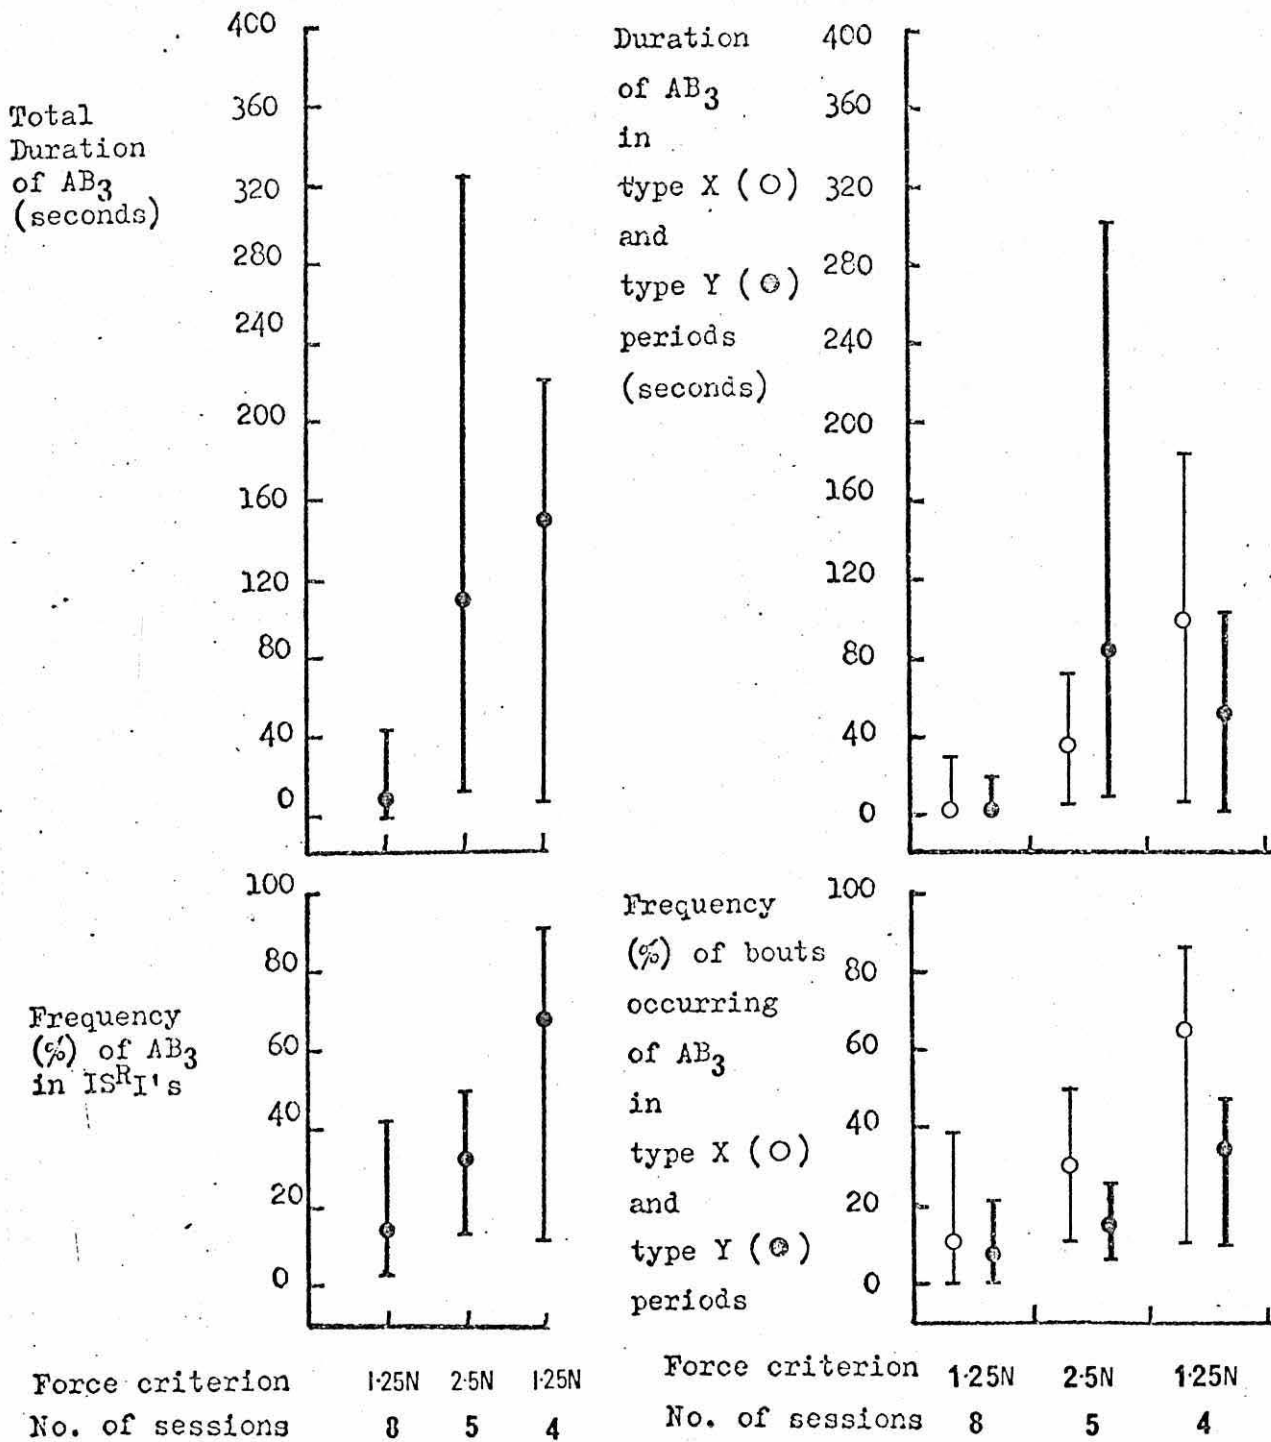 Total
Duration
of AB3
(seconds)
400
360
320
280
240
200
160
120
80
40
0
Duration
of AB3
in
type X (○)
and
type Y (●)
periods
(seconds)
400
360
320
280
240
200
160
120
80
40
0
Frequency
(%) of AB3
in ISRI's
100
80
60
40
20
0
Frequency
(%) of bouts
occurring
of AB3
in
type X (○)
and
type Y (●)
periods
100
80
60
40
20
0
Force criterion 1·25N 2·5N 1·25N
No. of sessions 8 5 4
Force criterion 1·25N 2·5N 1·25N
No. of sessions 8 5 4